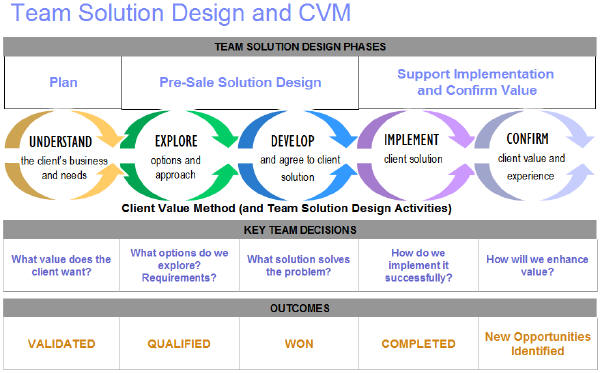 Team Solution Design and CVM
TEAM SOLUTION DESIGN PHASES
Plan
Pre-Sale Solution Design
Support Implementation
and Confirm Value
UNDERSTAND
the client's business
and needs
EXPLORE
options and
approach
DEVELOP
and agree to client
solution
IMPLEMENT
client solution
CONFIRM
client value and
experience
Client Value Method (and Team Solution Design Activities)
KEY TEAM DECISIONS
What value does the
client want?
What options do we
explore?
Requirements?
What solution solves
the problem?
How do we
implement it
successfully?
How will we enhance
value?
OUTCOMES
VALIDATED
QUALIFIED
WON
COMPLETED
New Opportunities
Identified